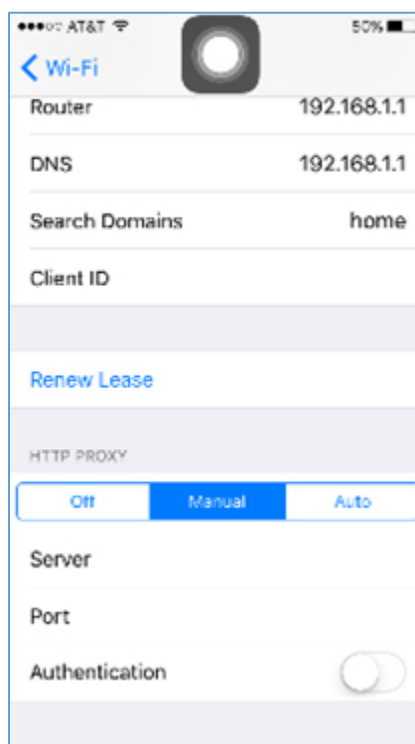 AT&T 50%
Wi-Fi
Router 192.168.1.1
DNS 192.168.1.1
Search Domains home
Client ID
Renew Lease
HTTP PROXY
Off Manual Auto
Server
Port
Authentication